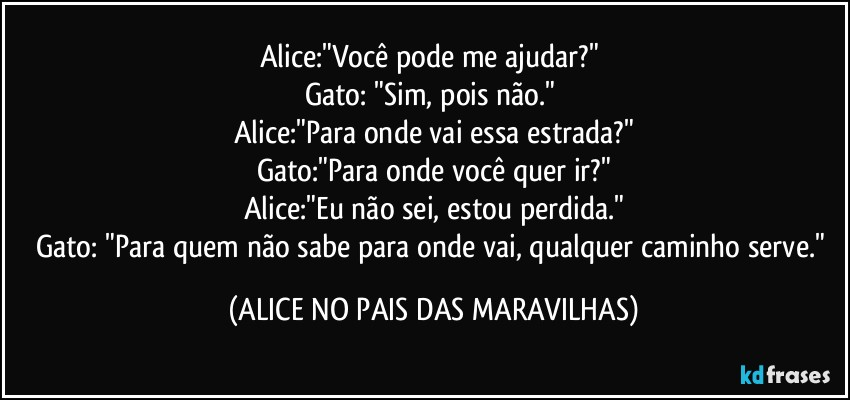 Alice:"Você pode me ajudar?"
Gato: "Sim, pois não."
Alice:"Para onde vai essa estrada?"
Gato:"Para onde você quer ir?"
Alice:"Eu não sei, estou perdida."
Gato: "Para quem não sabe para onde vai, qualquer caminho serve."
(ALICE NO PAIS DAS MARAVILHAS)
kdfrases